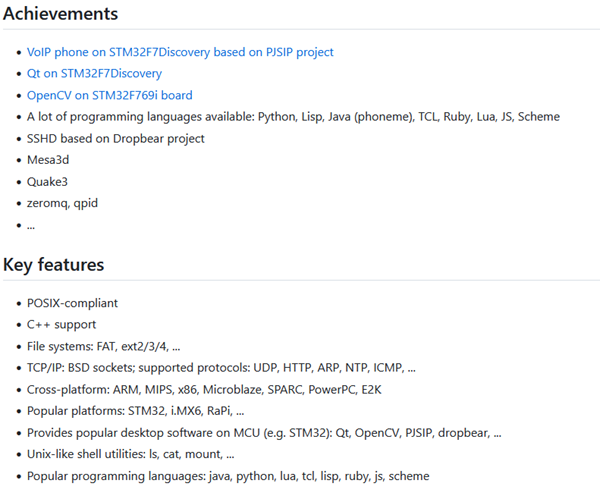 Achievements
• VoIP phone on STM32F7Discovery based on PJSIP project
• Qt on STM32F7Discovery
• OpenCV on STM32F769i board
• A lot of programming languages available: Python, Lisp, Java (phoneme), TCL, Ruby, Lua, JS, Scheme
• SSHD based on Dropbear project
• Mesa3d
• Quake3
• zeromq, qpid
• ...
Key features
• POSIX-compliant
• C++ support
• File systems: FAT, ext2/3/4, ...
• TCP/IP: BSD sockets; supported protocols: UDP, HTTP, ARP, NTP, ICMP, ...
• Cross-platform: ARM, MIPS, x86, Microblaze, SPARC, PowerPC, E2K
• Popular platforms: STM32, i.MX6, RaPi, ...
• Provides popular desktop software on MCU (e.g. STM32): Qt, OpenCV, PJSIP, dropbear, ...
• Unix-like shell utilities: ls, cat, mount, ...
• Popular programming languages: java, python, lua, tcl, lisp, ruby, js, scheme